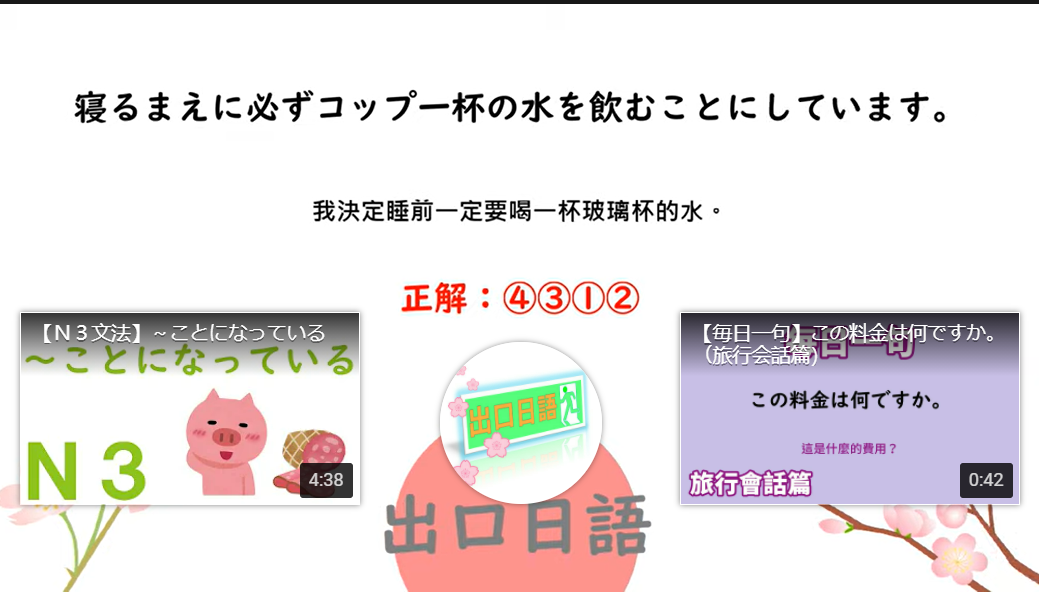 寝るまえに必ずコップ一杯の水を飲むことにしています。
我決定睡前一定要喝一杯玻璃杯的水。
正解：④③①②
【Ｎ３文法】～ことになっている
～ことになっている
Ｎ３
4:38
出口日語
出口日語
【毎日一句】この料金は何ですか。
（旅行会話篇）
毎日一句
この料金は何ですか。
這是什麼的費用？
旅行會話篇
0:42